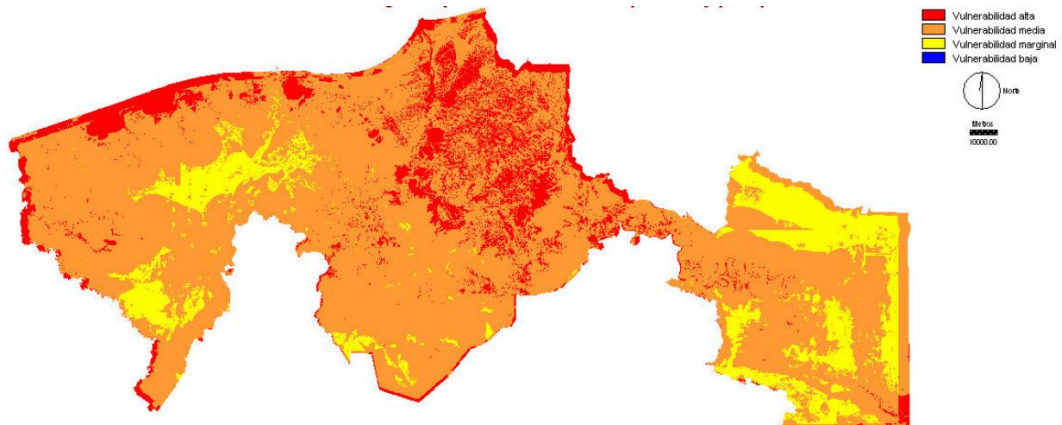 Vulnerabilidad alta
Vulnerabilidad media
Vulnerabilidad marginal
Vulnerabilidad baja
Norte
Metros
10000.00